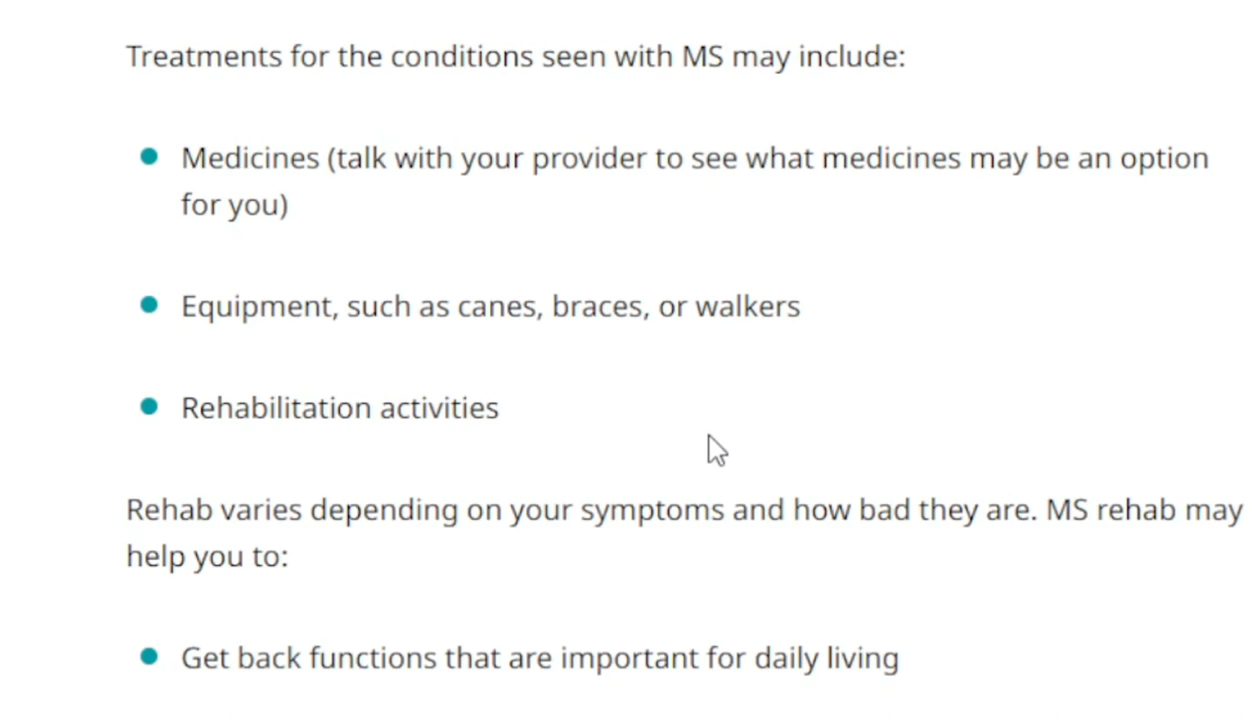 Treatments for the conditions seen with MS may include:
Medicines (talk with your provider to see what medicines may be an option
for you)
Equipment, such as canes, braces, or walkers
Rehabilitation activities
Rehab varies depending on your symptoms and how bad they are. MS rehab may
help you to:
Get back functions that are important for daily living